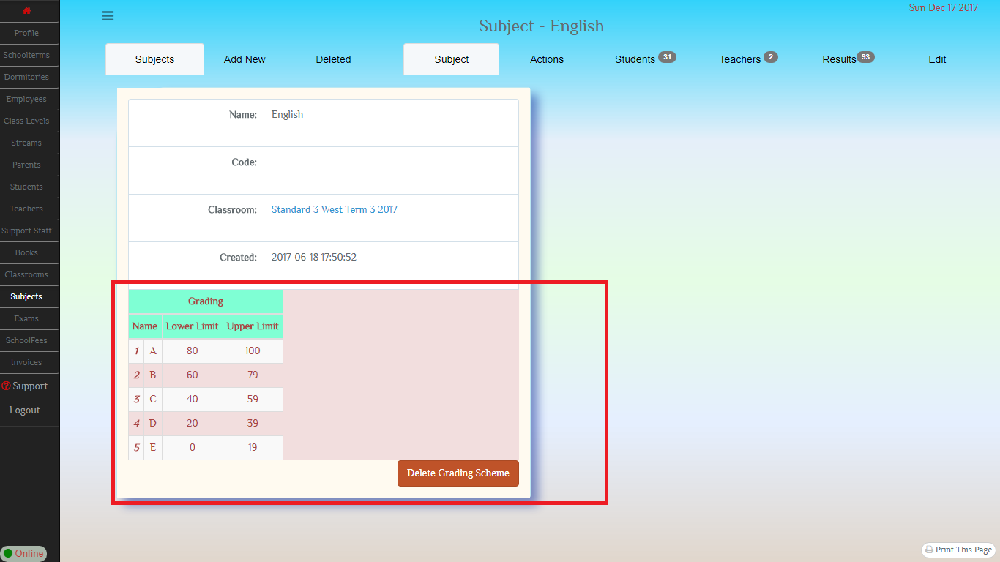 Sun Dec 17 2017
Subject - English
Subjects Add New Deleted Subject Actions Students 31 Teachers 2 Results 93 Edit
Profile
Schoolterms
Dormitories
Employees
Class Levels
Streams
Parents
Students
Teachers
Support Staff
Books
Classrooms
Subjects
Exams
SchoolFees
Invoices
Support
Logout
Online
Name: English
Code:
Classroom: Standard 3 West Term 3 2017
Created: 2017-06-18 17:50:52
Grading
Name Lower Limit Upper Limit
1 A 80 100
2 B 60 79
3 C 40 59
4 D 20 39
5 E 0 19
Delete Grading Scheme
Print This Page